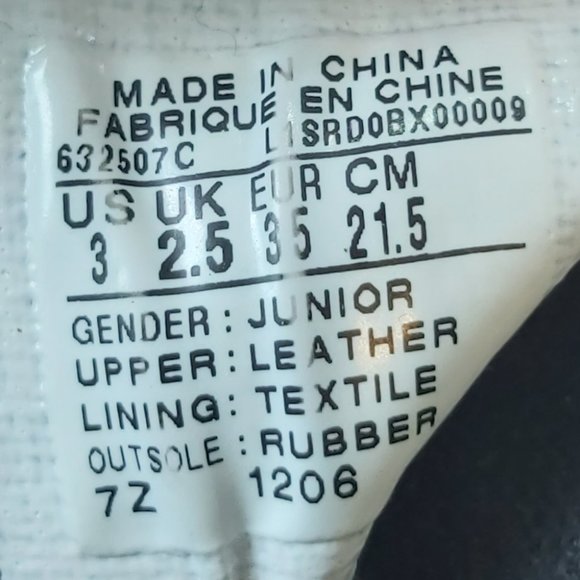 MADE IN CHINA
FABRIQUE EN CHINE
632507C L1SRD0BX00009
US UK EUR CM
3 2.5 35 21.5
GENDER: JUNIOR
UPPER: LEATHER
LINING: TEXTILE
OUTSOLE: RUBBER
7Z 1206